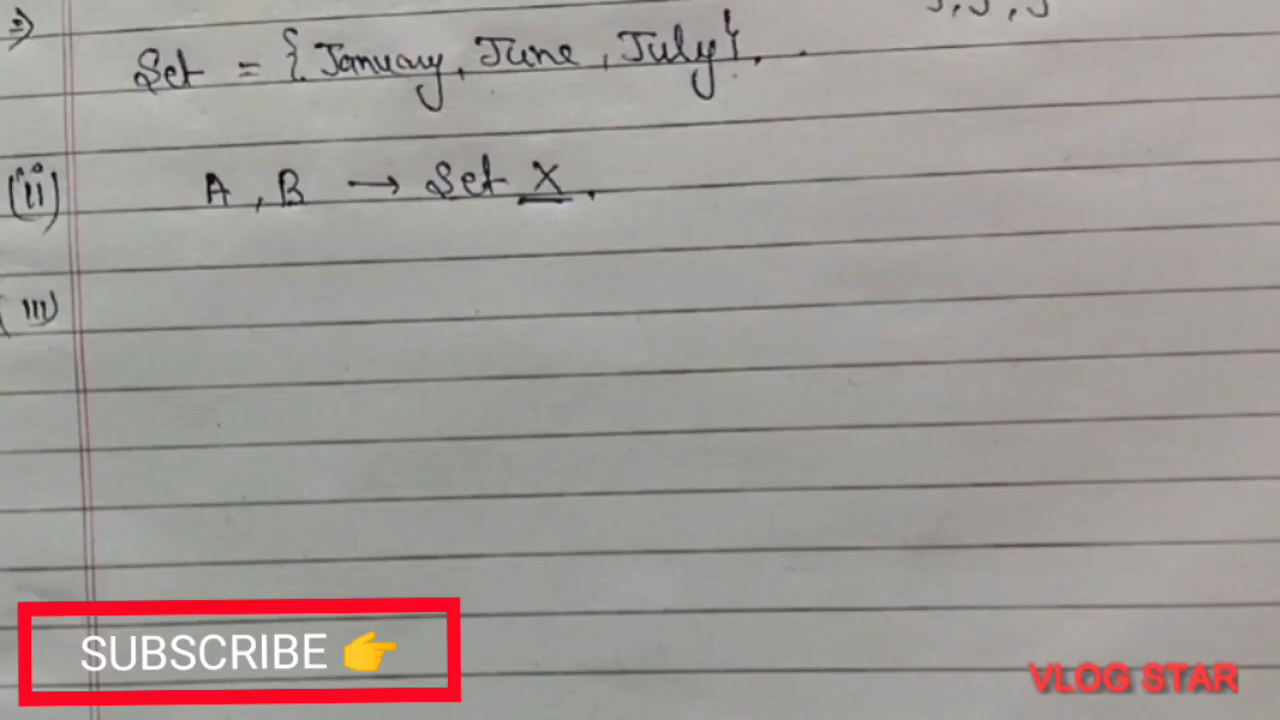 J, J, J
⇒
Set = {January, June, July}.
(ii) A, B → Set X.
(iii)
SUBSCRIBE 👉
VLOG STAR